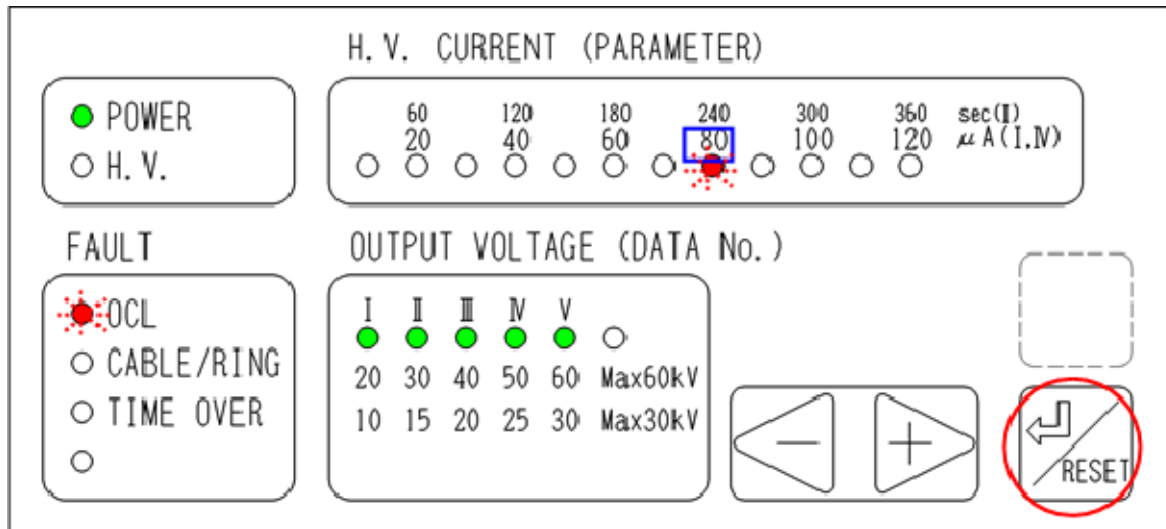 H. V. CURRENT (PARAMETER)
POWER
H. V.
60 120 180 240 300 360 sec(Ⅱ)
20 40 60 80 100 120 μA(Ⅰ.Ⅳ)
FAULT
OCL
CABLE/RING
TIME OVER
OUTPUT VOLTAGE (DATA No.)
Ⅰ Ⅱ Ⅲ Ⅳ Ⅴ
20 30 40 50 60 Max60kV
10 15 20 25 30 Max30kV
− +
RESET